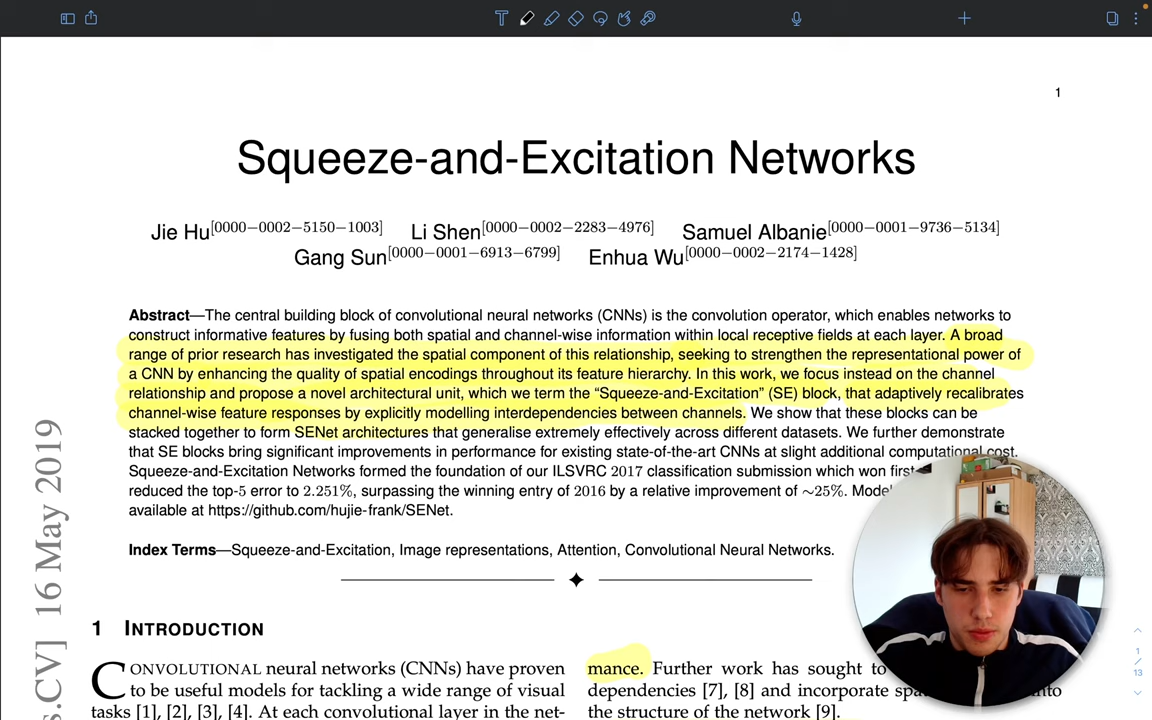 1
Squeeze-and-Excitation Networks
Jie Hu[0000−0002−5150−1003] Li Shen[0000−0002−2283−4976] Samuel Albanie[0000−0001−9736−5134]
Gang Sun[0000−0001−6913−6799] Enhua Wu[0000−0002−2174−1428]
Abstract—The central building block of convolutional neural networks (CNNs) is the convolution operator, which enables networks to
construct informative features by fusing both spatial and channel-wise information within local receptive fields at each layer. A broad
range of prior research has investigated the spatial component of this relationship, seeking to strengthen the representational power of
a CNN by enhancing the quality of spatial encodings throughout its feature hierarchy. In this work, we focus instead on the channel
relationship and propose a novel architectural unit, which we term the “Squeeze-and-Excitation” (SE) block, that adaptively recalibrates
channel-wise feature responses by explicitly modelling interdependencies between channels. We show that these blocks can be
stacked together to form SENet architectures that generalise extremely effectively across different datasets. We further demonstrate
that SE blocks bring significant improvements in performance for existing state-of-the-art CNNs at slight additional computational cost.
Squeeze-and-Excitation Networks formed the foundation of our ILSVRC 2017 classification submission which won first
reduced the top-5 error to 2.251%, surpassing the winning entry of 2016 by a relative improvement of ∼25%.
available at https://github.com/hujie-frank/SENet.
Index Terms—Squeeze-and-Excitation, Image representations, Attention, Convolutional Neural Networks.
s.CV] 16 May 2019
1 INTRODUCTION
CONVOLUTIONAL neural networks (CNNs) have proven
to be useful models for tackling a wide range of visual
tasks [1], [2], [3], [4]. At each convolutional layer in the net-
mance. Further work has sought to
dependencies [7], [8] and incorporate into
the structure of the network [9].
1
/
13